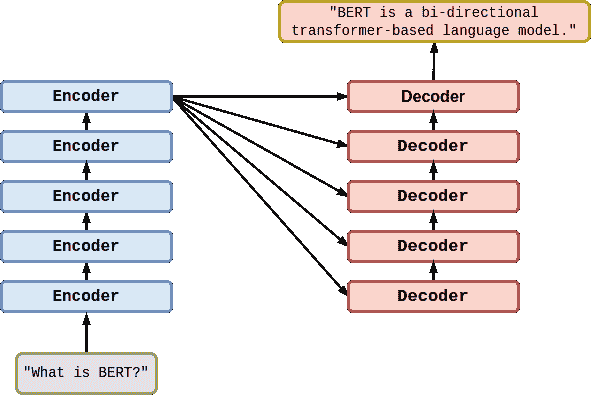 "BERT is a bi-directional
transformer-based language model."
Encoder
Decoder
Encoder
Decoder
Encoder
Decoder
Encoder
Decoder
Encoder
Decoder
"What is BERT?"